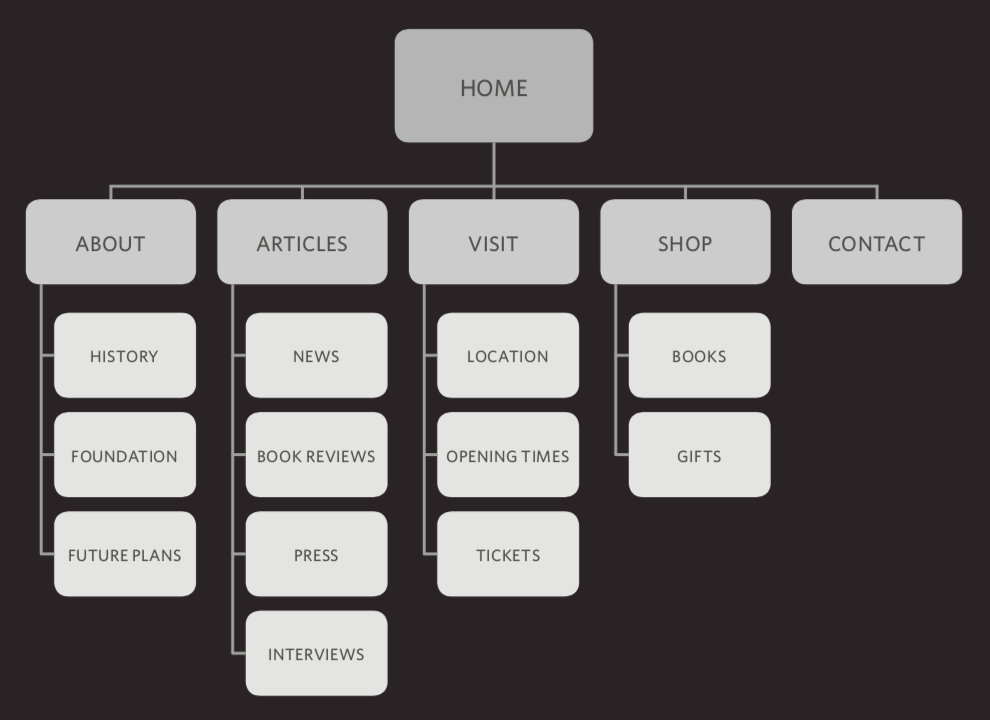 HOME
ABOUT
ARTICLES
VISIT
SHOP
CONTACT
HISTORY
NEWS
LOCATION
BOOKS
FOUNDATION
BOOK REVIEWS
OPENING TIMES
GIFTS
FUTURE PLANS
PRESS
TICKETS
INTERVIEWS